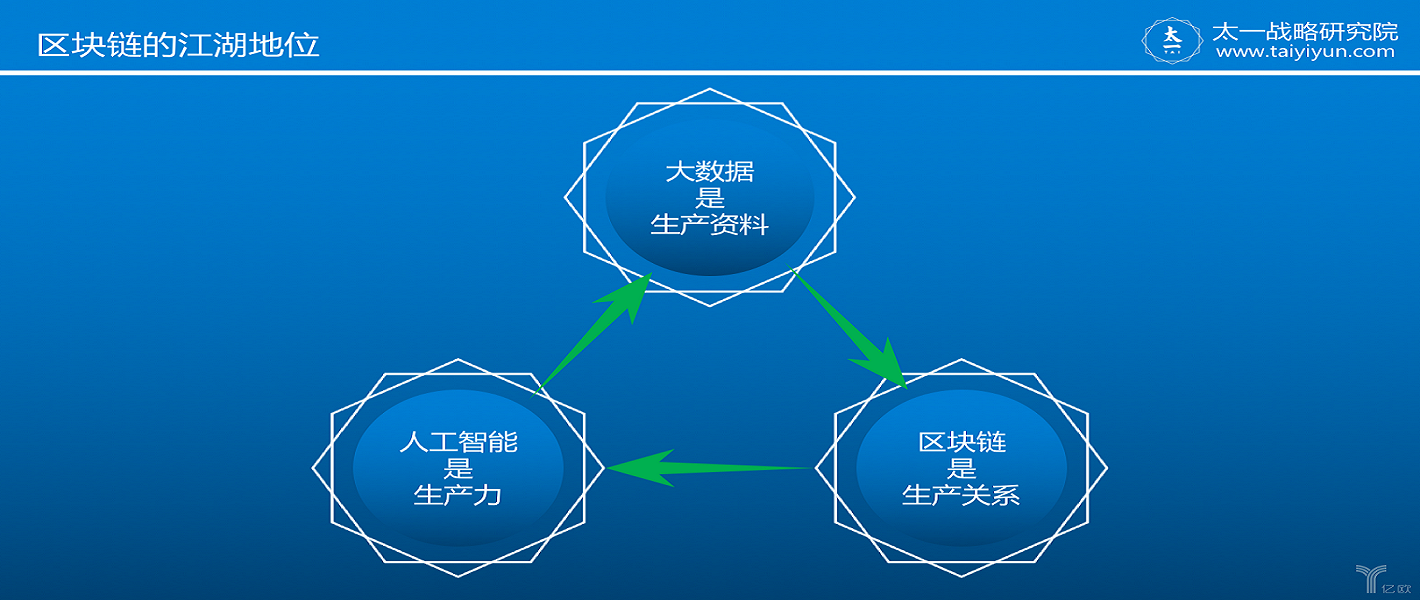 区块链的江湖地位
太一战略研究院
www.taiyiyun.com
太一
TAI
大数据
是
生产资料
人工智能
是
生产力
区块链
是
生产关系
亿欧